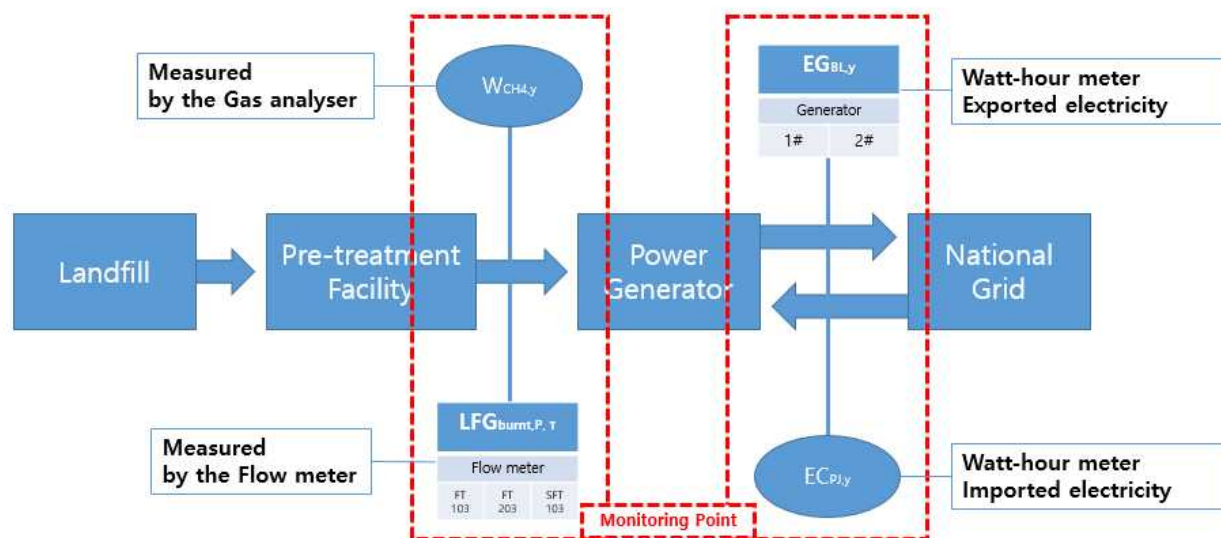 Measured
by the Gas analyser
WCH4,y
EGBL,y
Generator
1# 2#
Watt-hour meter
Exported electricity
Landfill
Pre-treatment
Facility
Power
Generator
National
Grid
Measured
by the Flow meter
LFGburnt,P, T
Flow meter
FT
103
FT
203
SFT
103
Monitoring Point
ECPJ,y
Watt-hour meter
Imported electricity